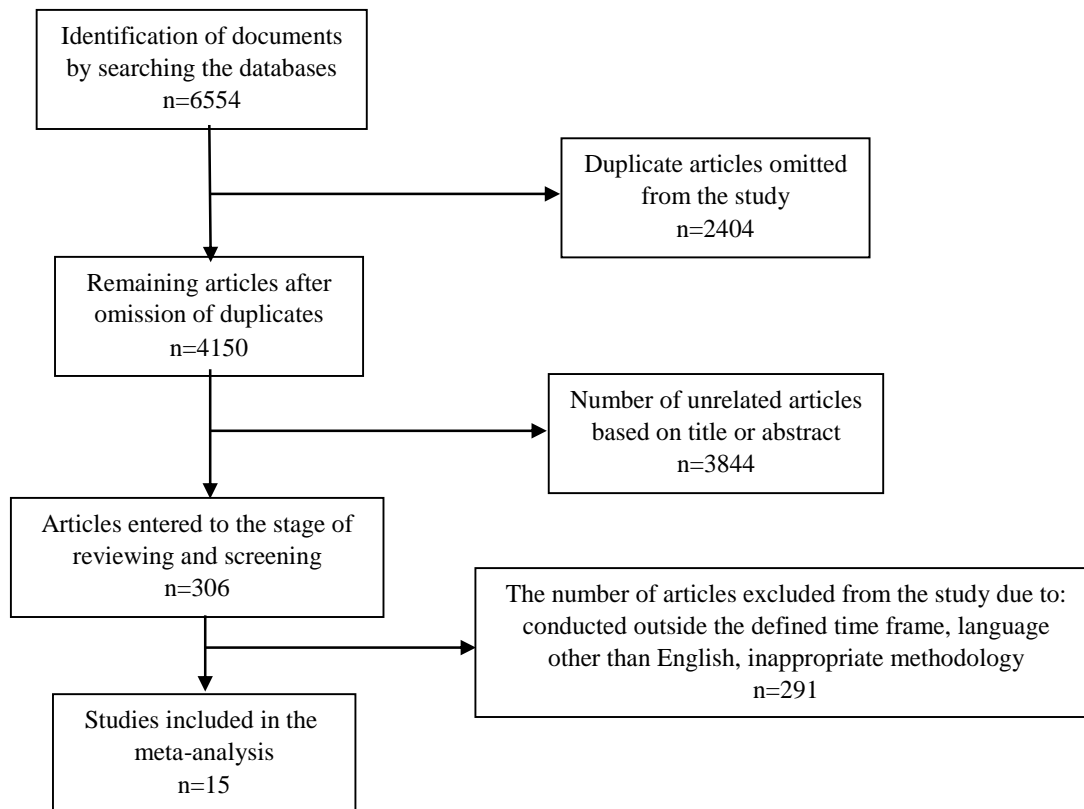 Identification of documents
by searching the databases
n=6554
Duplicate articles omitted
from the study
n=2404
Remaining articles after
omission of duplicates
n=4150
Number of unrelated articles
based on title or abstract
n=3844
Articles entered to the stage of
reviewing and screening
n=306
The number of articles excluded from the study due to:
conducted outside the defined time frame, language
other than English, inappropriate methodology
n=291
Studies included in the
meta-analysis
n=15